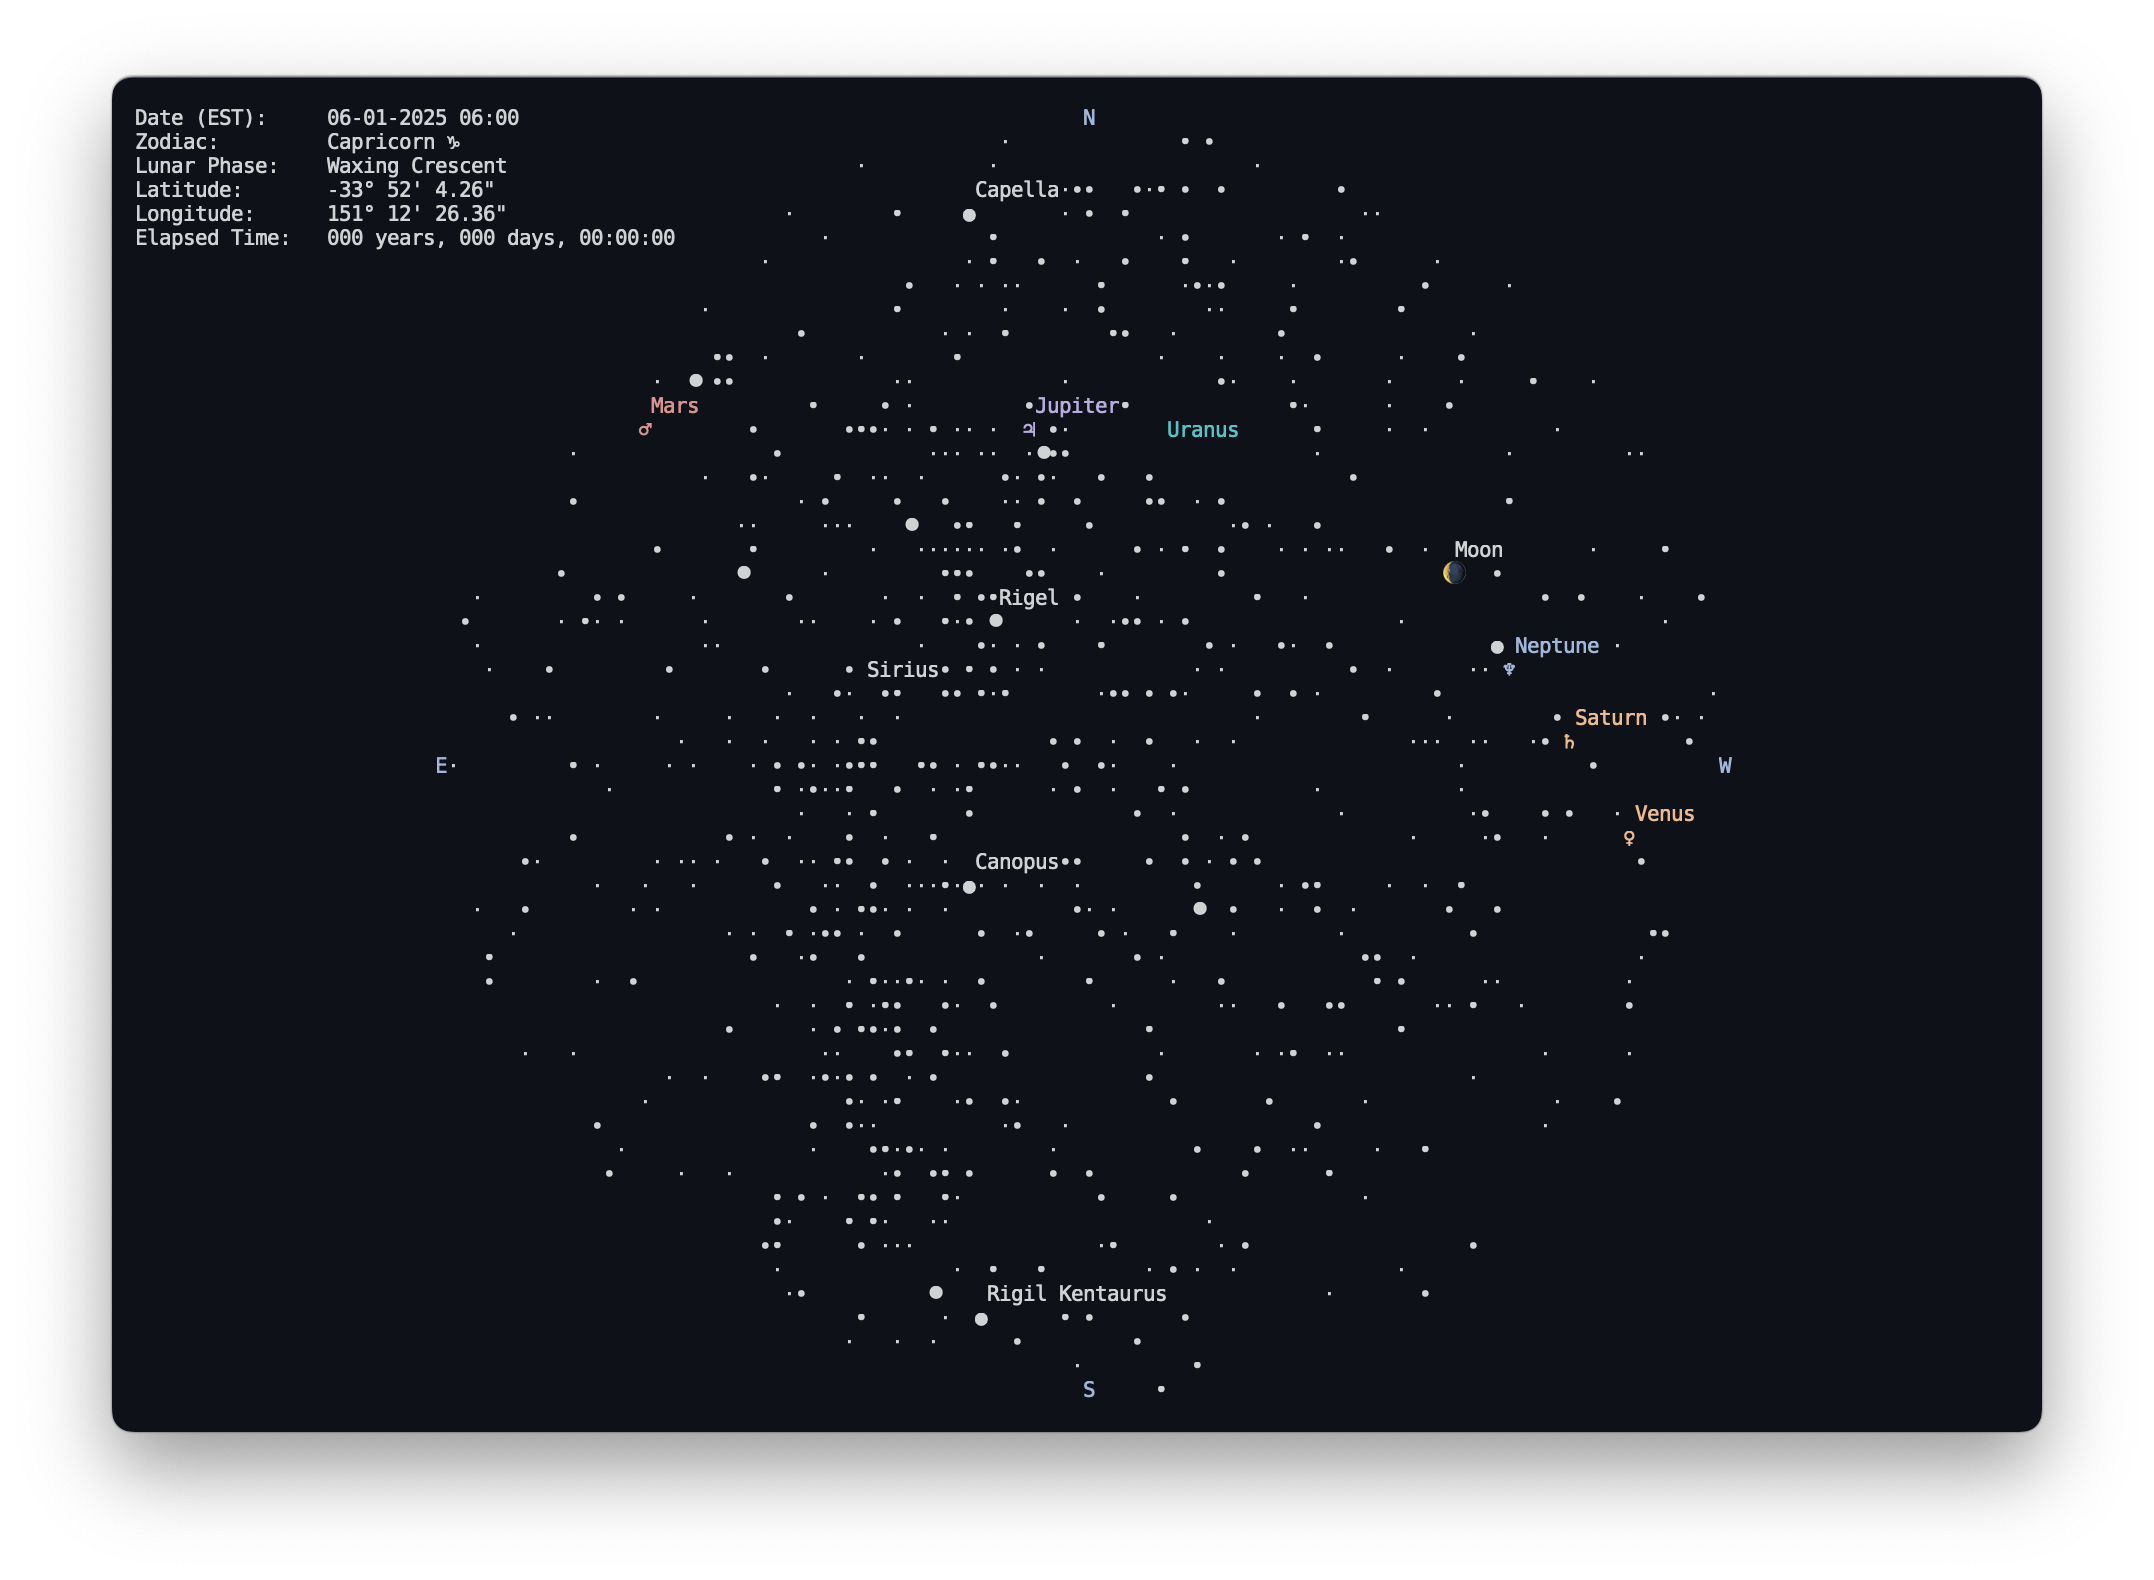 Date (EST): 06-01-2025 06:00
Zodiac: Capricorn ♑︎
Lunar Phase: Waxing Crescent
Latitude: -33° 52' 4.26"
Longitude: 151° 12' 26.36"
Elapsed Time: 000 years, 000 days, 00:00:00
N
Capella
Mars
Jupiter
♂ ♃
Uranus
Moon
Rigel
Neptune
Sirius
♆
Saturn
♄
E
W
Venus
♀
Canopus
Rigil Kentaurus
S